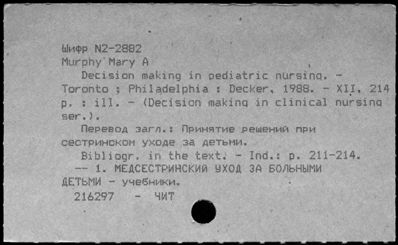 Шифр N2-2882
Murphy Mary A
Decision making in pediatric nursing. -
Toronto ; Philadelphia : Decker, 1988. - XII, 214
p. : ill. - (Decision making in clinical nursing
ser.).
Перевод загл.: Принятие решений при
сестринском уходе за детьми.
Bibliogr. in the text. - Ind.: p. 211-214.
-- 1. МЕДСЕСТРИНСКИЙ УХОД ЗА БОЛЬНЫМИ
ДЕТЬМИ - учебники.
216297 - ЧИТ